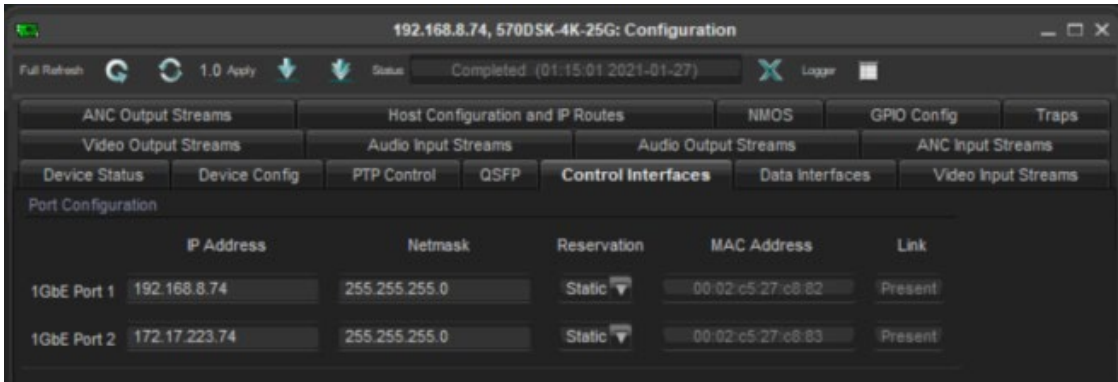 192.168.8.74, 570DSK-4K-25G: Configuration
Full Refresh 1.0 Apply Status Completed (01:15:01 2021-01-27) Logger
ANC Output Streams Host Configuration and IP Routes NMOS GPIO Config Traps
Video Output Streams Audio Input Streams Audio Output Streams ANC Input Streams
Device Status Device Config PTP Control QSFP Control Interfaces Data Interfaces Video Input Streams
Port Configuration
IP Address Netmask Reservation MAC Address Link
1GbE Port 1 192.168.8.74 255.255.255.0 Static 00:02:c5:27:c8:82 Present
1GbE Port 2 172.17.223.74 255.255.255.0 Static 00:02:c5:27:c8:83 Present